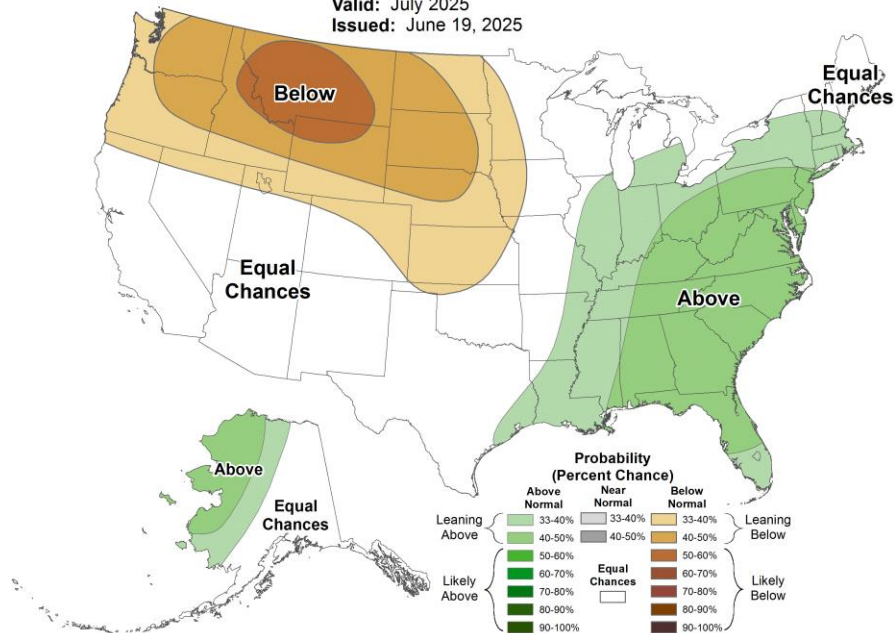 Valid: July 2025
Issued: June 19, 2025
Below
Equal
Chances
Equal
Chances
Above
Above
Equal
Chances
Probability
(Percent Chance)
Above
Normal
Near
Normal
Below
Normal
Leaning
Above
33-40%
33-40%
33-40%
Leaning
Below
40-50%
40-50%
40-50%
Likely
Above
50-60%
50-60%
Likely
Below
60-70%
60-70%
Equal
Chances
70-80%
70-80%
80-90%
80-90%
90-100%
90-100%